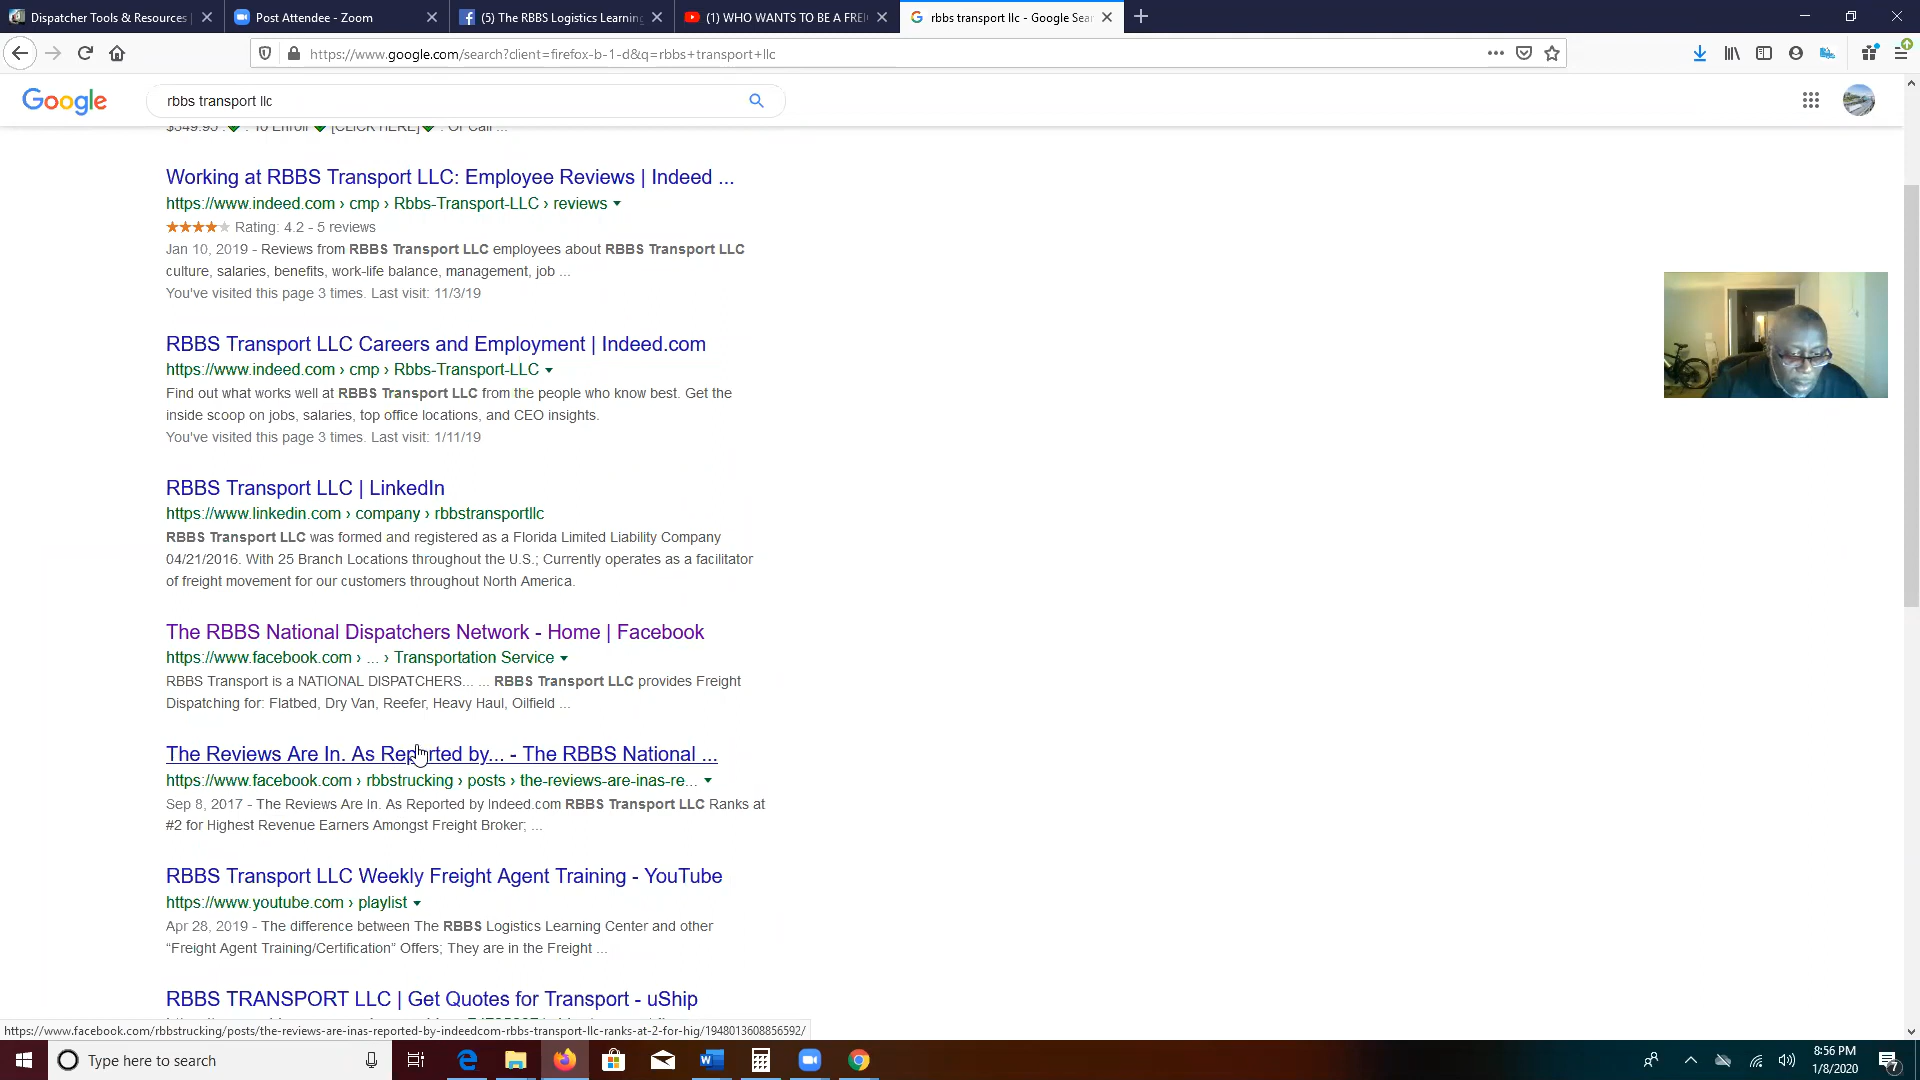 Dispatcher Tools & Resources
Post Attendee - Zoom
(5) The RBBS Logistics Learning
(1) WHO WANTS TO BE A FREI
rbbs transport llc - Google Sear
https://www.google.com/search?client=firefox-b-1-d&q=rbbs+transport+llc
Google
rbbs transport llc
$349.95 . To Enroll [CLICK HERE] . Or Call ...
Working at RBBS Transport LLC: Employee Reviews | Indeed ...
https://www.indeed.com › cmp › Rbbs-Transport-LLC › reviews
Rating: 4.2 - 5 reviews
Jan 10, 2019 - Reviews from RBBS Transport LLC employees about RBBS Transport LLC
culture, salaries, benefits, work-life balance, management, job ...
You've visited this page 3 times. Last visit: 11/3/19
RBBS Transport LLC Careers and Employment | Indeed.com
https://www.indeed.com › cmp › Rbbs-Transport-LLC
Find out what works well at RBBS Transport LLC from the people who know best. Get the
inside scoop on jobs, salaries, top office locations, and CEO insights.
You've visited this page 3 times. Last visit: 1/11/19
RBBS Transport LLC | LinkedIn
https://www.linkedin.com › company › rbbstransportllc
RBBS Transport LLC was formed and registered as a Florida Limited Liability Company
04/21/2016. With 25 Branch Locations throughout the U.S.; Currently operates as a facilitator
of freight movement for our customers throughout North America.
The RBBS National Dispatchers Network - Home | Facebook
https://www.facebook.com › ... › Transportation Service
RBBS Transport is a NATIONAL DISPATCHERS... ... RBBS Transport LLC provides Freight
Dispatching for: Flatbed, Dry Van, Reefer, Heavy Haul, Oilfield ...
The Reviews Are In. As Reported by... - The RBBS National ...
https://www.facebook.com › rbbstrucking › posts › the-reviews-are-inas-re...
Sep 8, 2017 - The Reviews Are In. As Reported by Indeed.com RBBS Transport LLC Ranks at
#2 for Highest Revenue Earners Amongst Freight Broker; ...
RBBS Transport LLC Weekly Freight Agent Training - YouTube
https://www.youtube.com › playlist
Apr 28, 2019 - The difference between The RBBS Logistics Learning Center and other
“Freight Agent Training/Certification” Offers; They are in the Freight ...
RBBS TRANSPORT LLC | Get Quotes for Transport - uShip
https://www.facebook.com/rbbstrucking/posts/the-reviews-are-inas-reported-by-indeedcom-rbbs-transport-llc-ranks-at-2-for-hig/1948013608856592/
Type here to search
8:56 PM
1/8/2020
7